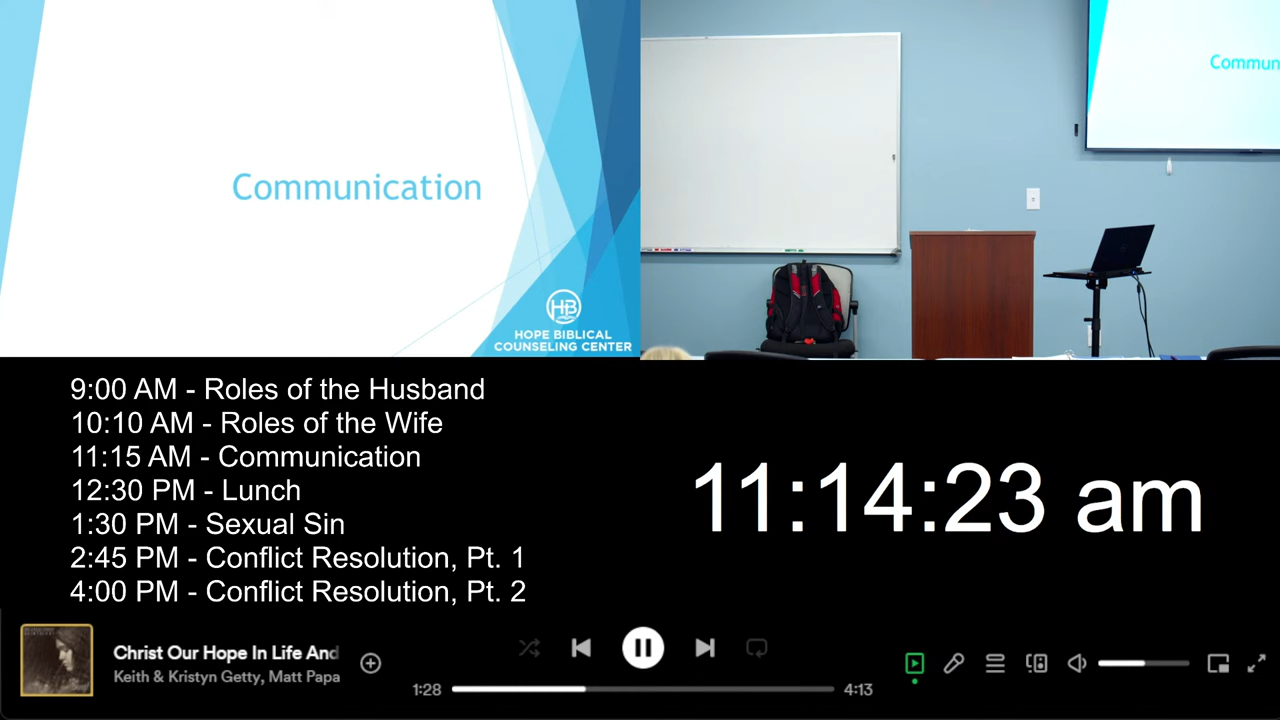 Communication
HB
HOPE BIBLICAL
COUNSELING CENTER
Commun
9:00 AM - Roles of the Husband
10:10 AM - Roles of the Wife
11:15 AM - Communication
12:30 PM - Lunch
1:30 PM - Sexual Sin
2:45 PM - Conflict Resolution, Pt. 1
4:00 PM - Conflict Resolution, Pt. 2
11:14:23 am
Christ Our Hope In Life And
Keith & Kristyn Getty, Matt Papa
1:28
4:13